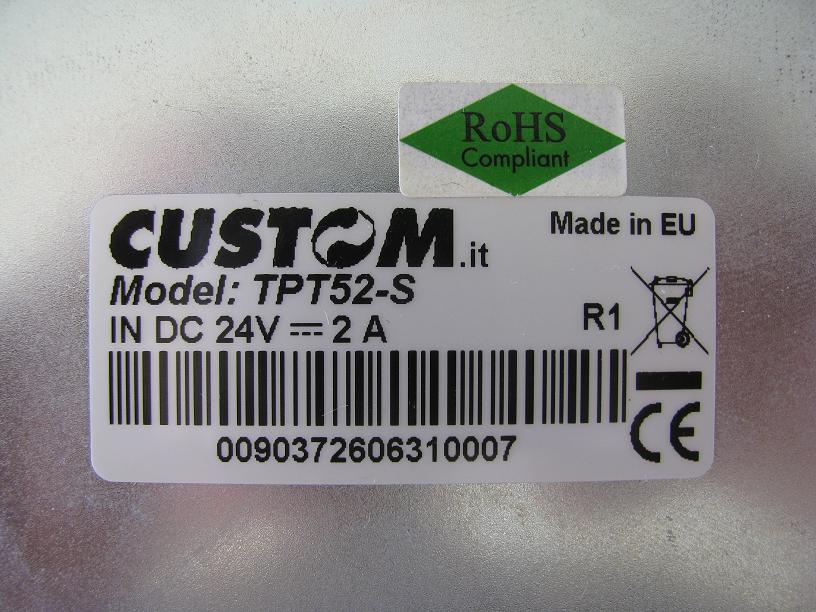 RoHS
Compliant
CUSTOM.it
Made in EU
Model: TPT52-S
IN DC 24V ⎓ 2 A
R1
CE
0090372606310007